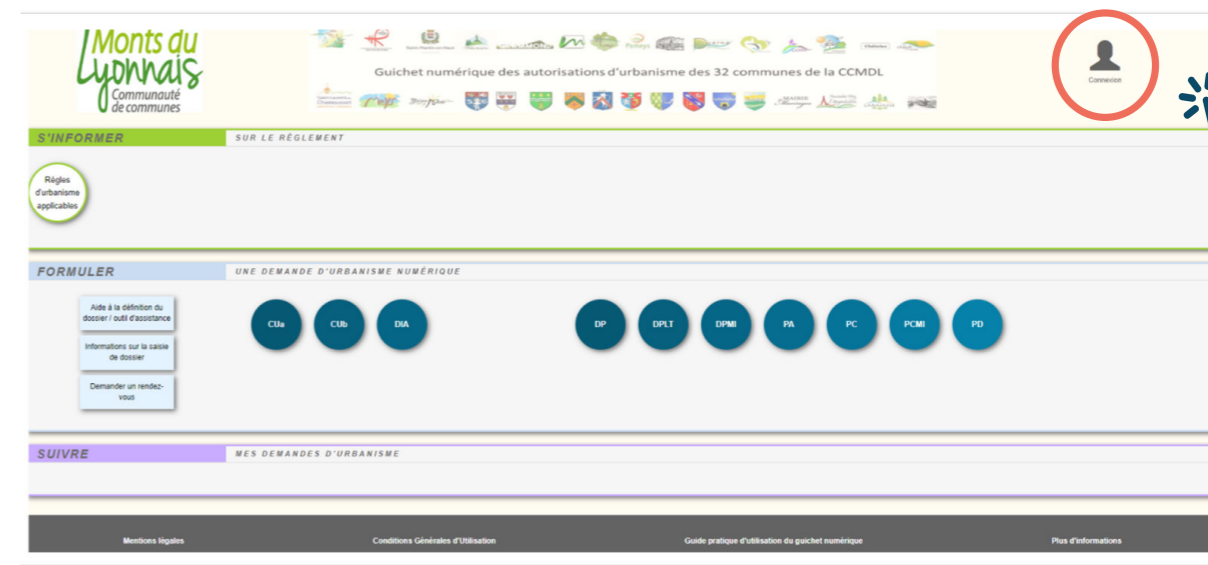 Monts du
Lyonnais
Communauté
de communes
Guichet numérique des autorisations d'urbanisme des 32 communes de la CCMDL
Connexion
S'INFORMER
SUR LE RÈGLEMENT
Règles
d'urbanisme
applicables
FORMULER
UNE DEMANDE D'URBANISME NUMÉRIQUE
Aide à la définition du
dossier / outil d'assistance
Informations sur la saisie
de dossier
Demander un rendez-
vous
CUa
CUb
DIA
DP
DPLT
DPMI
PA
PC
PCMI
PD
SUIVRE
MES DEMANDES D'URBANISME
Mentions légales
Conditions Générales d'Utilisation
Guide pratique d'utilisation du guichet numérique
Plus d'informations